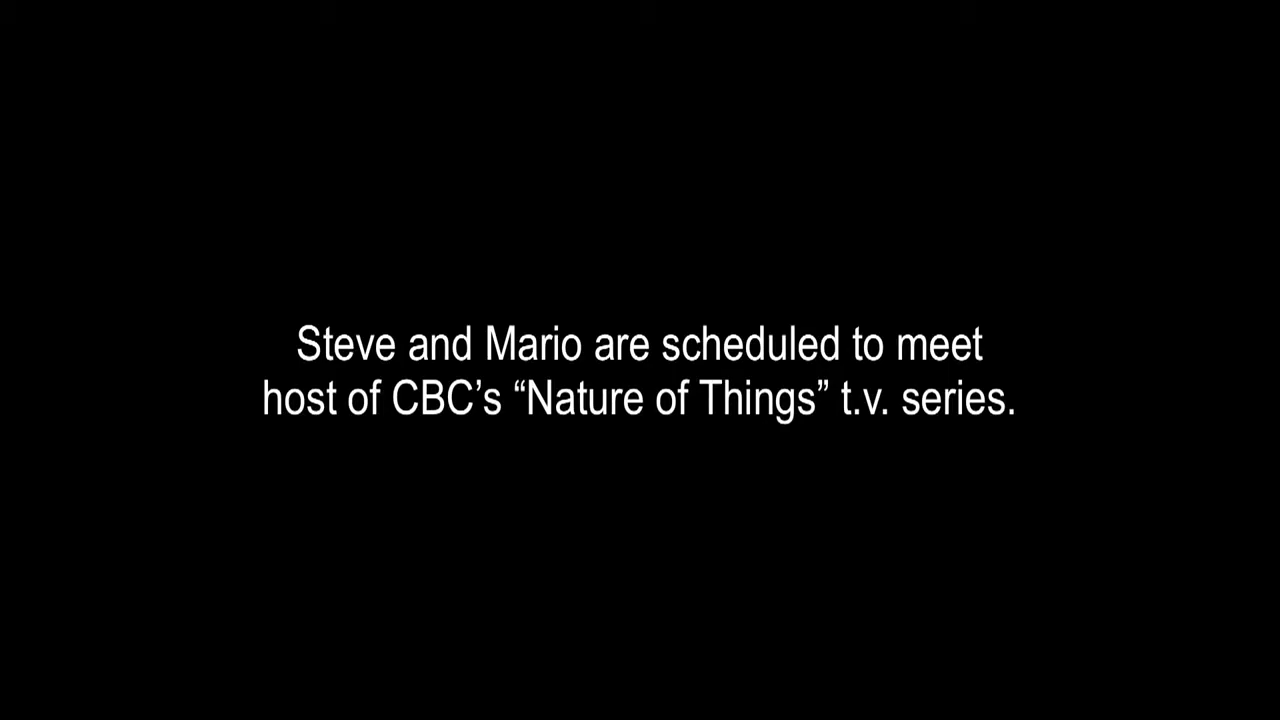 Steve and Mario are scheduled to meet
host of CBC’s “Nature of Things” t.v. series.